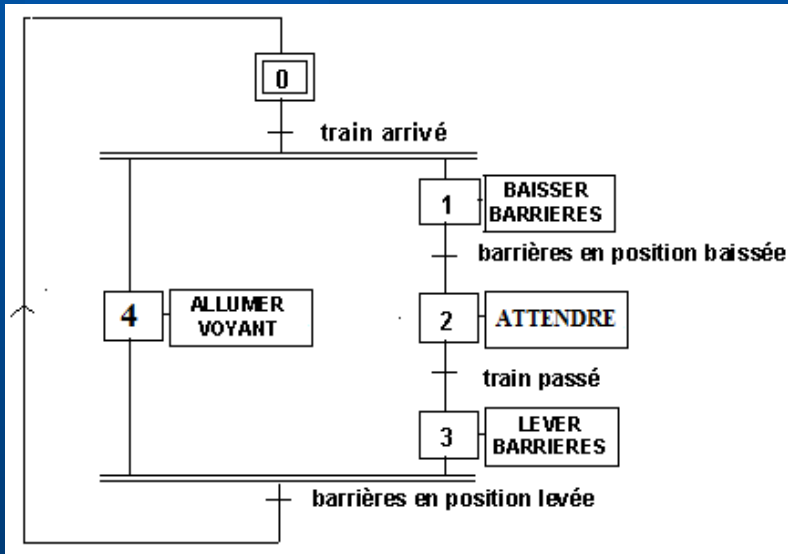 0
train arrivé
1
BAISSER
BARRIERES
barrières en position baissée
4
ALLUMER
VOYANT
2
ATTENDRE
train passé
3
LEVER
BARRIERES
barrières en position levée